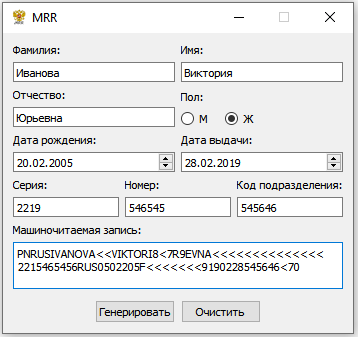 MRR
Фамилия: Имя:
Иванова Виктория
Отчество: Пол:
Юрьевна М Ж
Дата рождения: Дата выдачи:
20.02.2005 28.02.2019
Серия: Номер: Код подразделения:
2219 546545 545646
Машиночитаемая запись:
PNRUSIVANOVA<<VIKTORI8<7R9EVNA<<<<<<<<<<<<<<
2215465456RUS0502205F<<<<<<<9190228545646<70
Генерировать Очистить